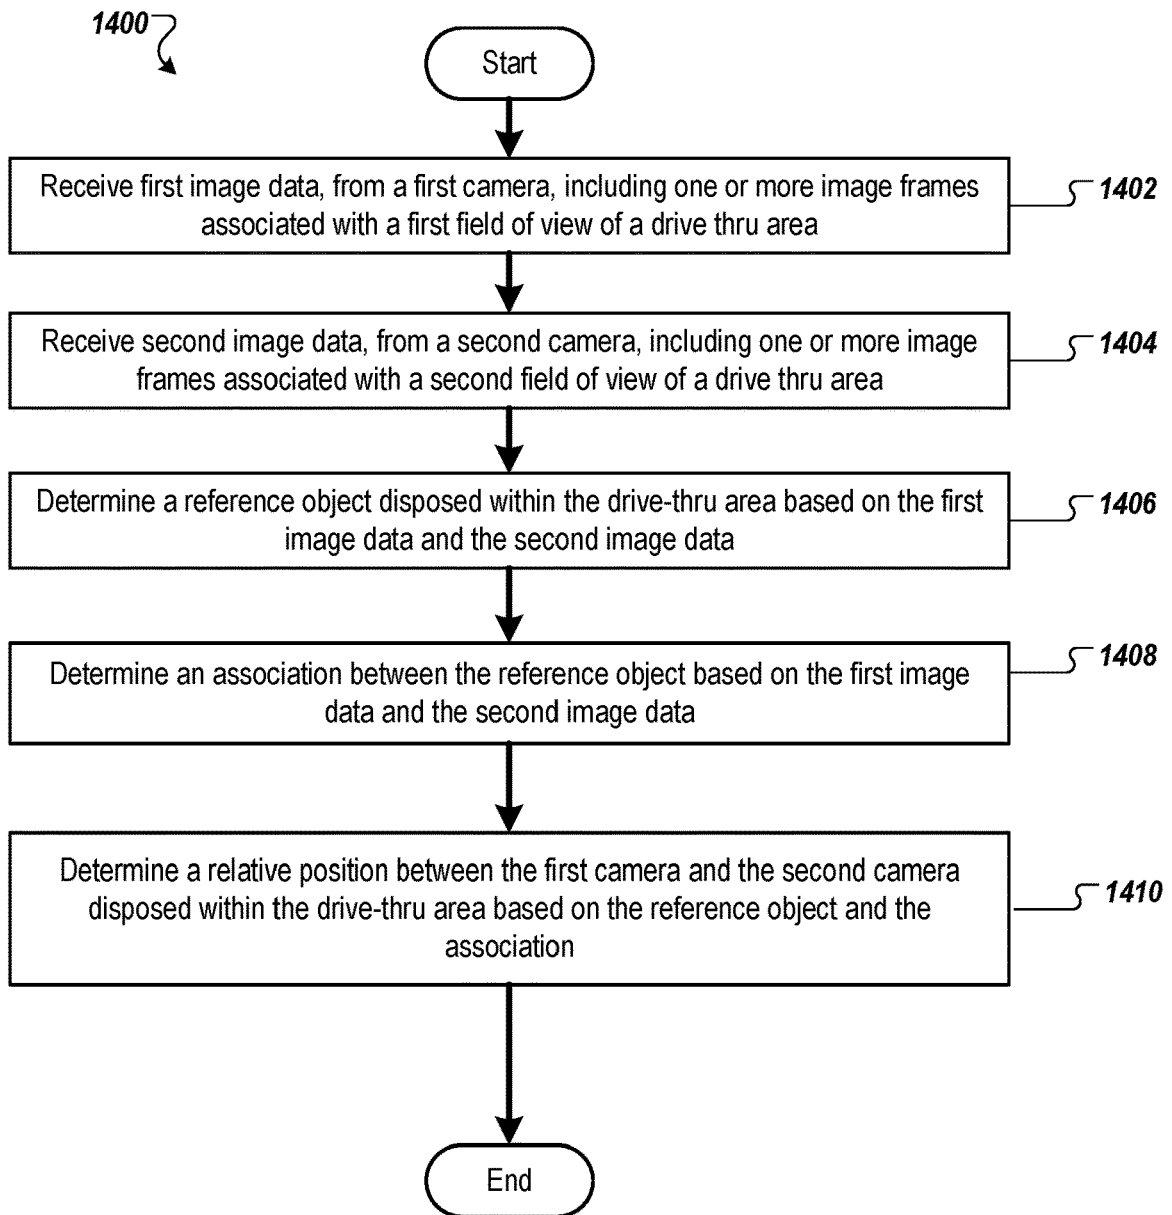 1400
Start
Receive first image data, from a first camera, including one or more image frames
associated with a first field of view of a drive thru area
1402
Receive second image data, from a second camera, including one or more image
frames associated with a second field of view of a drive thru area
1404
Determine a reference object disposed within the drive-thru area based on the first
image data and the second image data
1406
Determine an association between the reference object based on the first image
data and the second image data
1408
Determine a relative position between the first camera and the second camera
disposed within the drive-thru area based on the reference object and the
association
1410
End